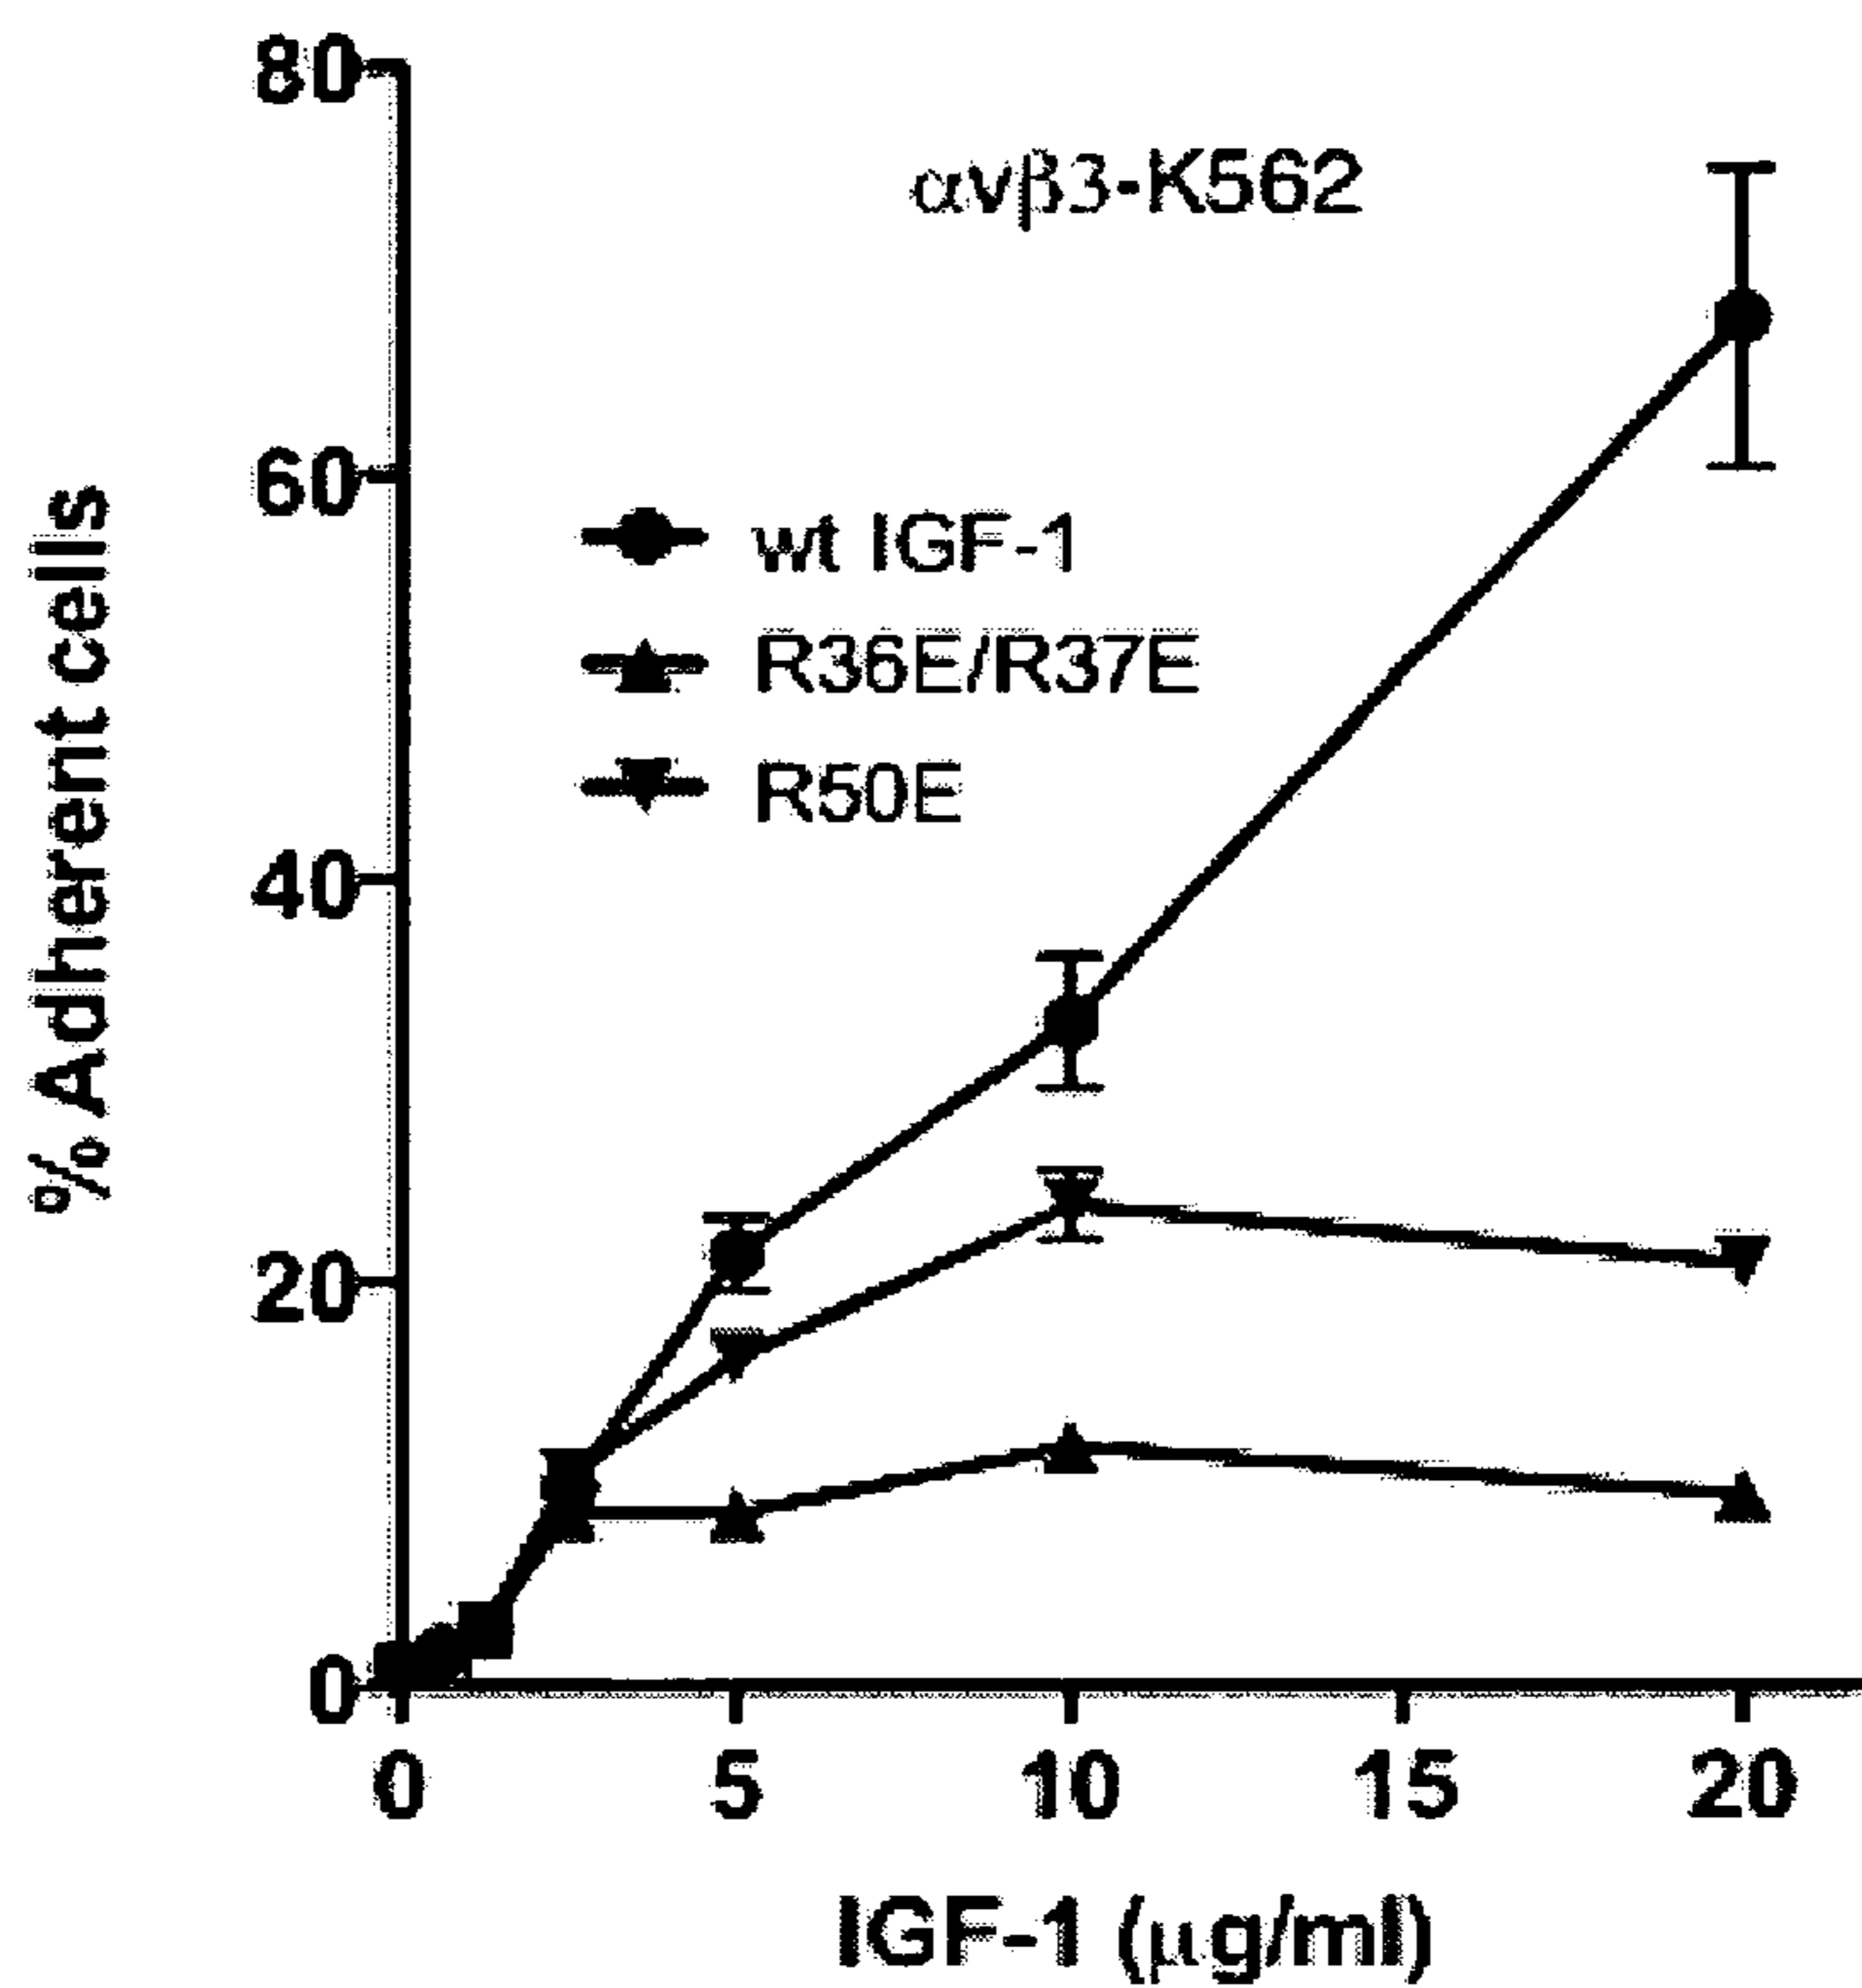 80
αvβ3-K562
60
wt IGF-1
R36E/R37E
R50E
40
20
0
% Adherent cells
0 5 10 15 20
IGF-1 (μg/ml)